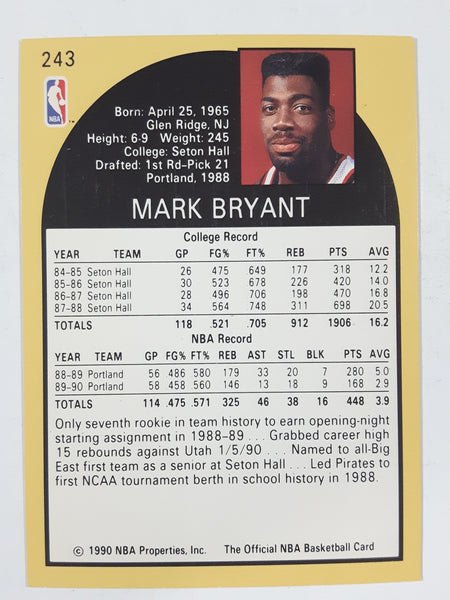 243
NBA
Born: April 25, 1965
Glen Ridge, NJ
Height: 6-9 Weight: 245
College: Seton Hall
Drafted: 1st Rd-Pick 21
Portland, 1988
MARK BRYANT
College Record
YEAR TEAM GP FG% FT% REB PTS AVG
84-85 Seton Hall 26 475 649 177 318 12.2
85-86 Seton Hall 30 523 678 226 420 14.0
86-87 Seton Hall 28 496 706 198 470 16.8
87-88 Seton Hall 34 564 748 311 698 20.5
TOTALS 118 .521 .705 912 1906 16.2
NBA Record
YEAR TEAM GP FG% FT% REB AST STL BLK PTS AVG
88-89 Portland 56 486 580 179 33 20 7 280 5.0
89-90 Portland 58 458 560 146 13 18 9 168 2.9
TOTALS 114 .475 .571 325 46 38 16 448 3.9
Only seventh rookie in team history to earn opening-night
starting assignment in 1988-89 . . . Grabbed career high
15 rebounds against Utah 1/5/90 . . . Named to all-Big
East first team as a senior at Seton Hall . . . Led Pirates to
first NCAA tournament berth in school history in 1988.
© 1990 NBA Properties, Inc. The Official NBA Basketball Card